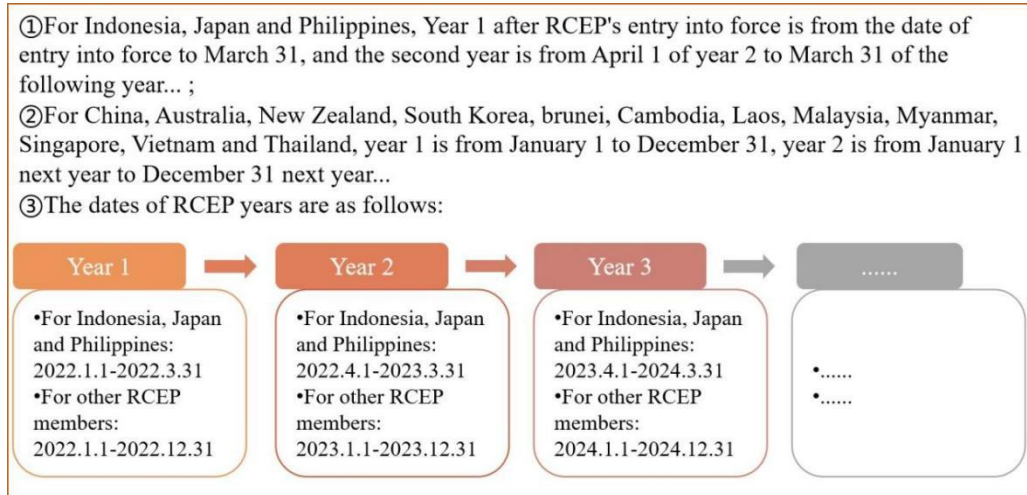 ①For Indonesia, Japan and Philippines, Year 1 after RCEP's entry into force is from the date of
entry into force to March 31, and the second year is from April 1 of year 2 to March 31 of the
following year... ;
②For China, Australia, New Zealand, South Korea, brunei, Cambodia, Laos, Malaysia, Myanmar,
Singapore, Vietnam and Thailand, year 1 is from January 1 to December 31, year 2 is from January 1
next year to December 31 next year...
③The dates of RCEP years are as follows:
Year 1
•For Indonesia, Japan
and Philippines:
2022.1.1-2022.3.31
•For other RCEP
members:
2022.1.1-2022.12.31
Year 2
•For Indonesia, Japan
and Philippines:
2022.4.1-2023.3.31
•For other RCEP
members:
2023.1.1-2023.12.31
Year 3
•For Indonesia, Japan
and Philippines:
2023.4.1-2024.3.31
•For other RCEP
members:
2024.1.1-2024.12.31
......
•......
•......